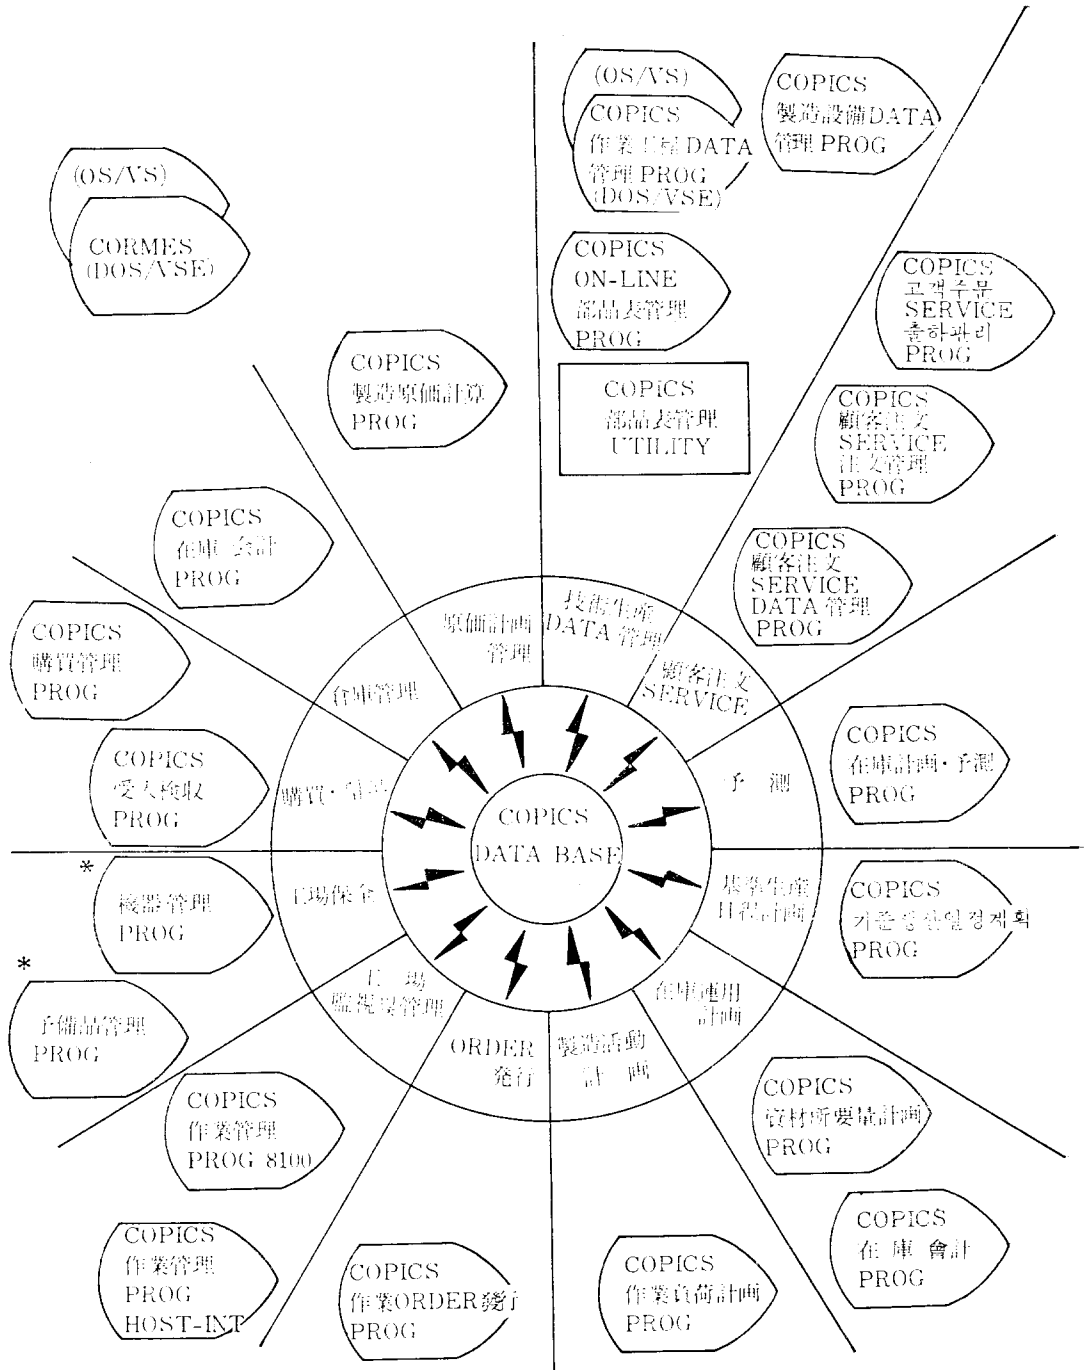 (OS/VS)
COPICS
作業工程DATA
管理PROG
(DOS/VSE)
COPICS
製造設備DATA
管理PROG
(OS/VS)
CORMES
(DOS/VSE)
COPICS
ON-LINE
部品表管理
PROG
COPICS
고객주문
SERVICE
출하관리
PROG
COPICS
製造原価計算
PROG
COPICS
部品表管理
UTILITY
COPICS
顧客注文
SERVICE
注文管理
PROG
COPICS
在庫 会計
PROG
COPICS
顧客注文
SERVICE
DATA管理
PROG
COPICS
購買管理
PROG
原価計画
管理
技術生産
DATA管理
倉庫管理
顧客注文
SERVICE
COPICS
受入検収
PROG
購買・
予 測
COPICS
在庫計画・予測
PROG
COPICS
DATA BASE
*
機器管理
PROG
工場保全
基準生産
日程計画
COPICS
기준생산일정계획
PROG
*
予備品管理
PROG
工 場
監視 管理
在庫運用
計画
ORDER
発行
製造活動
計 画
COPICS
作業管理
PROG 8100
COPICS
資材所要量計画
PROG
COPICS
作業管理
PROG
HOST-INT
COPICS
作業ORDER發行
PROG
COPICS
作業負荷計画
PROG
COPICS
在 庫 會計
PROG